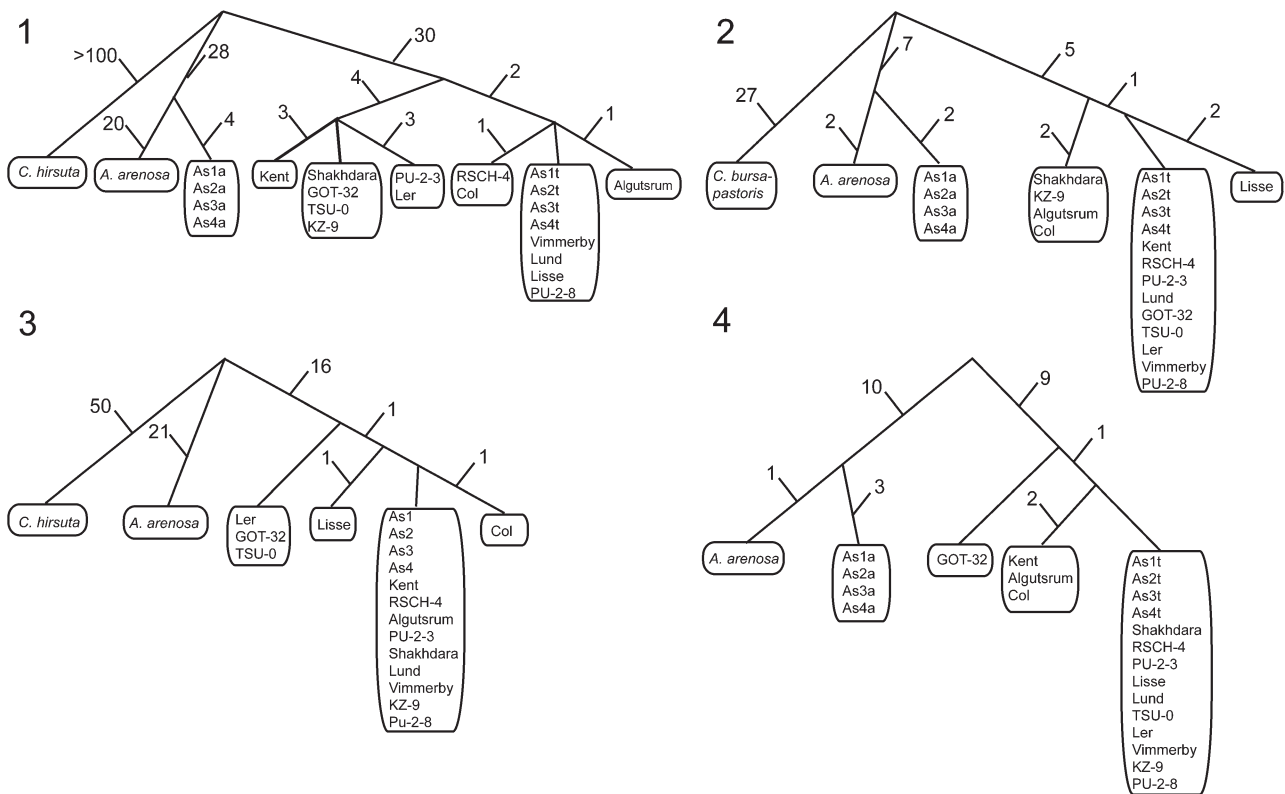 1
>100
28
30
4
2
20
4
3
3
1
1
C. hirsuta
A. arenosa
As1a
As2a
As3a
As4a
Kent
Shakhdara
GOT-32
TSU-0
KZ-9
PU-2-3
Ler
RSCH-4
Col
As1t
As2t
As3t
As4t
Vimmerby
Lund
Lisse
PU-2-8
Algutsrum
2
7
5
27
1
2
2
2
2
C. bursa-
pastoris
A. arenosa
As1a
As2a
As3a
As4a
Shakhdara
KZ-9
Algutsrum
Col
As1t
As2t
As3t
As4t
Kent
RSCH-4
PU-2-3
Lund
GOT-32
TSU-0
Ler
Vimmerby
PU-2-8
Lisse
3
16
50
21
1
1
1
C. hirsuta
A. arenosa
Ler
GOT-32
TSU-0
Lisse
As1
As2
As3
As4
Kent
RSCH-4
Algutsrum
PU-2-3
Shakhdara
Lund
Vimmerby
KZ-9
Pu-2-8
Col
4
10
9
1
1
3
2
A. arenosa
As1a
As2a
As3a
As4a
GOT-32
Kent
Algutsrum
Col
As1t
As2t
As3t
As4t
Shakhdara
RSCH-4
PU-2-3
Lisse
Lund
TSU-0
Ler
Vimmerby
KZ-9
PU-2-8